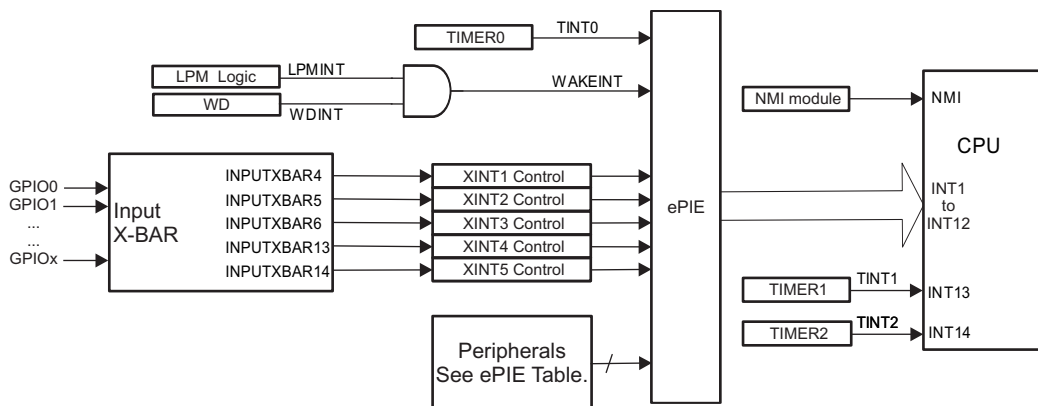 TIMER0
TINT0
LPM Logic
LPMINT
WD
WDINT
WAKEINT
GPIO0
GPIO1
...
...
GPIOx
Input
X-BAR
INPUTXBAR4
INPUTXBAR5
INPUTXBAR6
INPUTXBAR13
INPUTXBAR14
XINT1 Control
XINT2 Control
XINT3 Control
XINT4 Control
XINT5 Control
Peripherals
See ePIE Table.
ePIE
NMI module
NMI
CPU
INT1
to
INT12
TIMER1
TINT1
INT13
TIMER2
TINT2
INT14